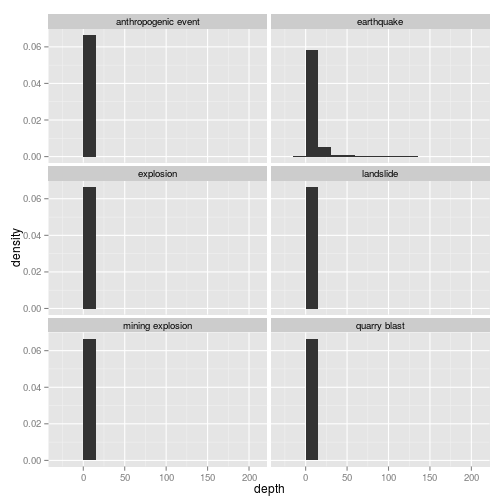 anthropogenic event earthquake
0.06
0.04
0.02
0.00
explosion landslide
0.06
0.04
0.02
0.00
density
mining explosion quarry blast
0.06
0.04
0.02
0.00
0 50 100 150 200 0 50 100 150 200
depth